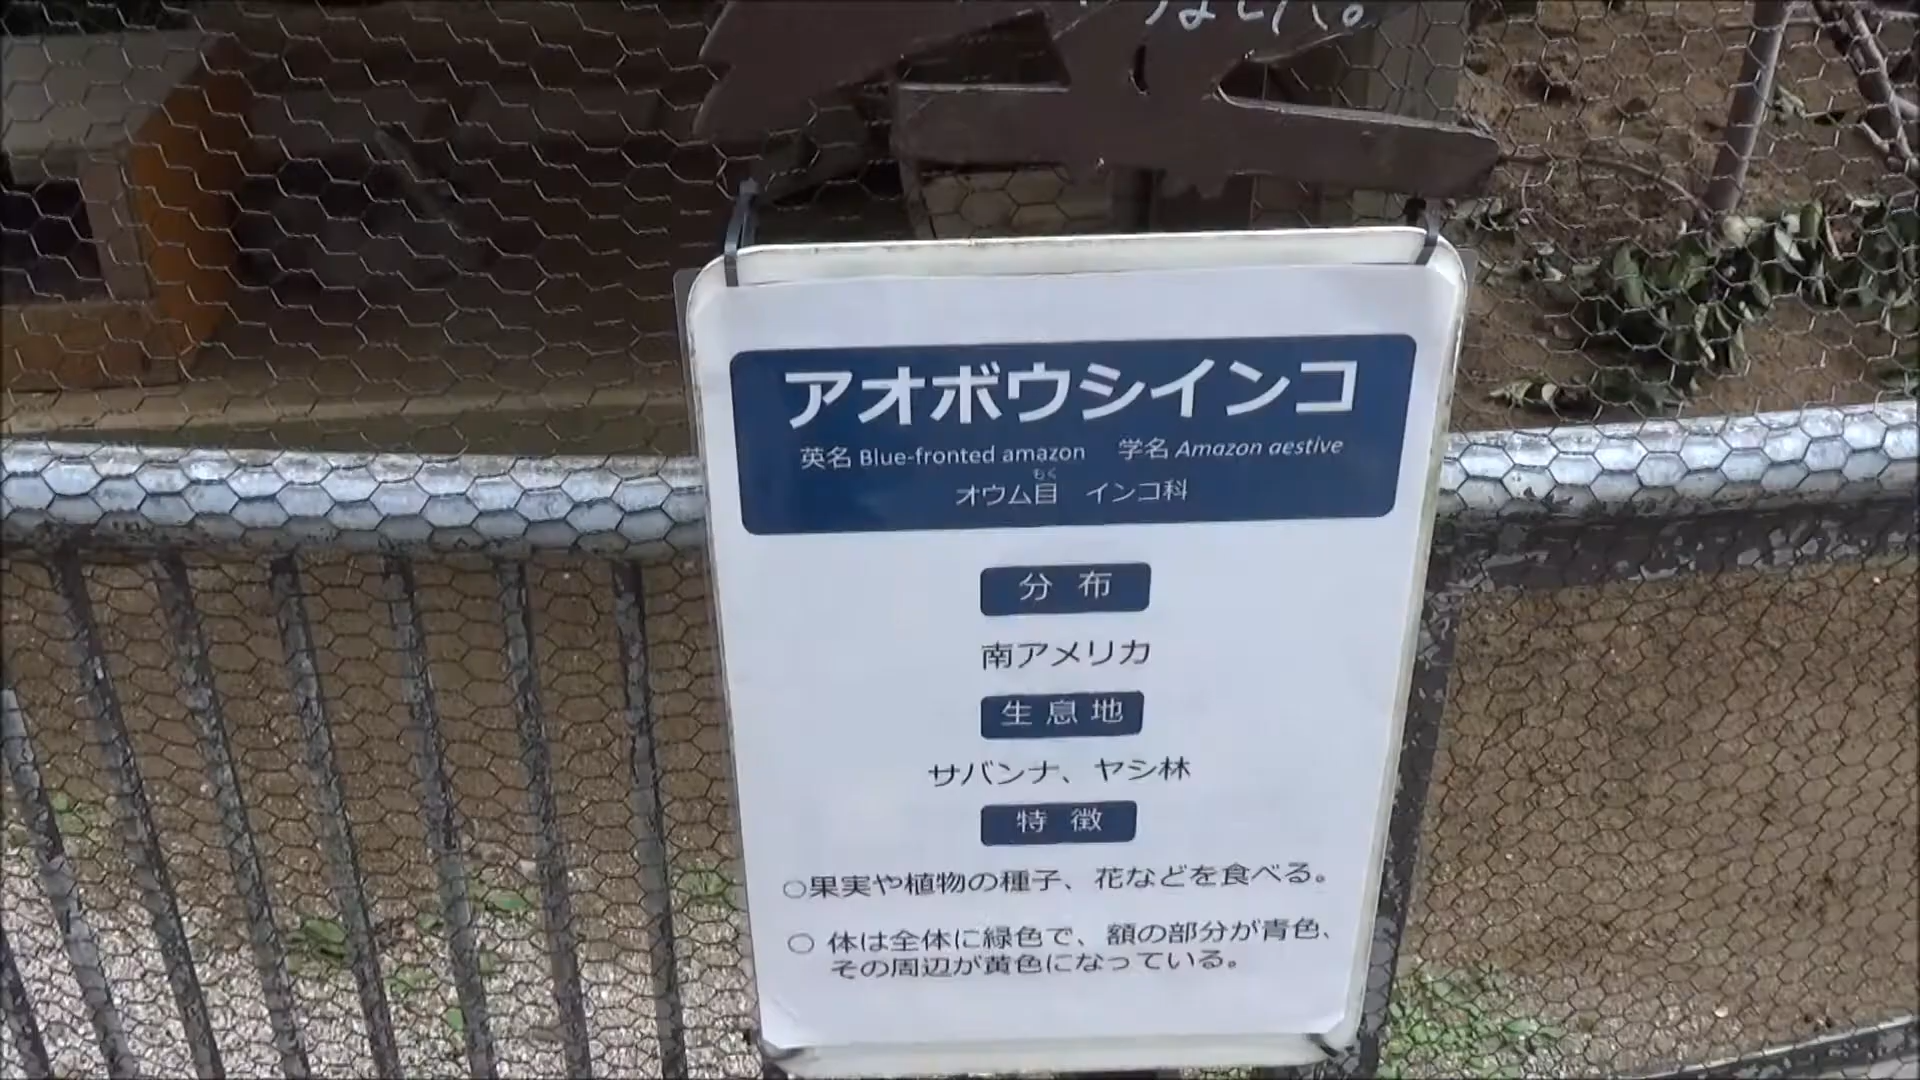 アオボウシインコ
英名 Blue-fronted amazon 学名 Amazon aestive
もく
オウム目 インコ科
分布
南アメリカ
生息地
サバンナ、ヤシ林
特徴
○果実や植物の種子、花などを食べる。
○ 体は全体に緑色で、額の部分が青色、
その周辺が黄色になっている。